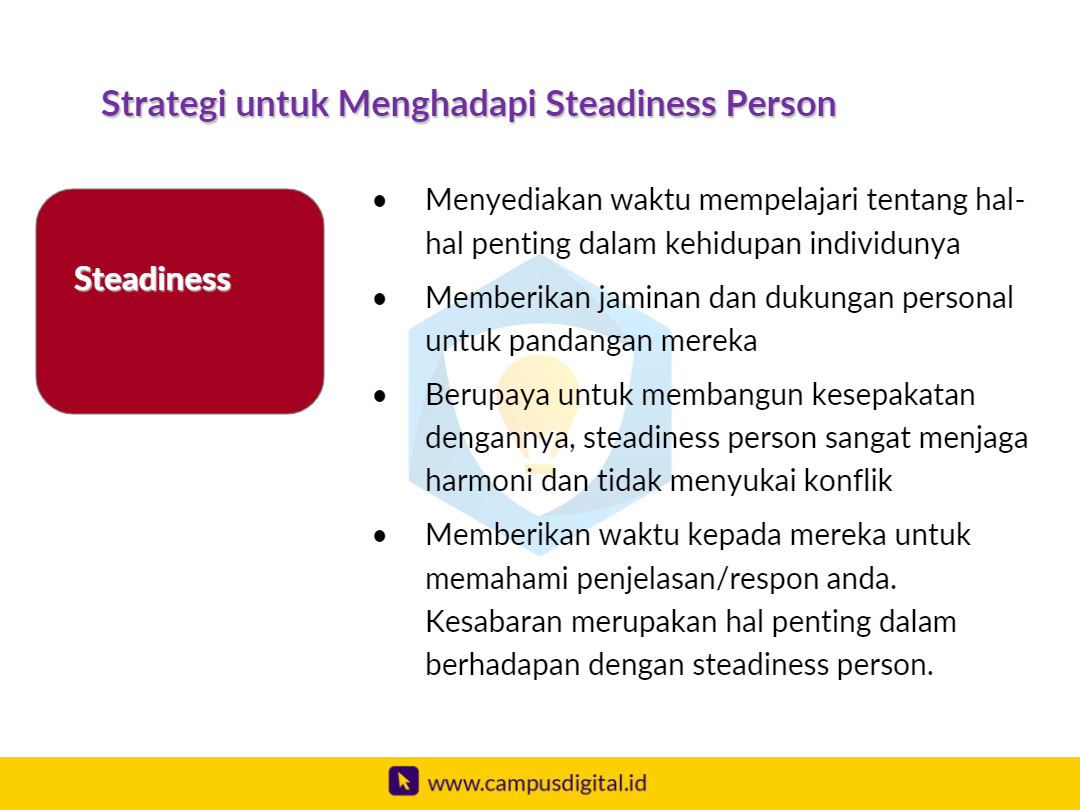 Strategi untuk Menghadapi Steadiness Person
Steadiness
• Menyediakan waktu mempelajari tentang hal-
hal penting dalam kehidupan individunya
• Memberikan jaminan dan dukungan personal
untuk pandangan mereka
• Berupaya untuk membangun kesepakatan
dengannya, steadiness person sangat menjaga
harmoni dan tidak menyukai konflik
• Memberikan waktu kepada mereka untuk
memahami penjelasan/respon anda.
Kesabaran merupakan hal penting dalam
berhadapan dengan steadiness person.
www.campusdigital.id